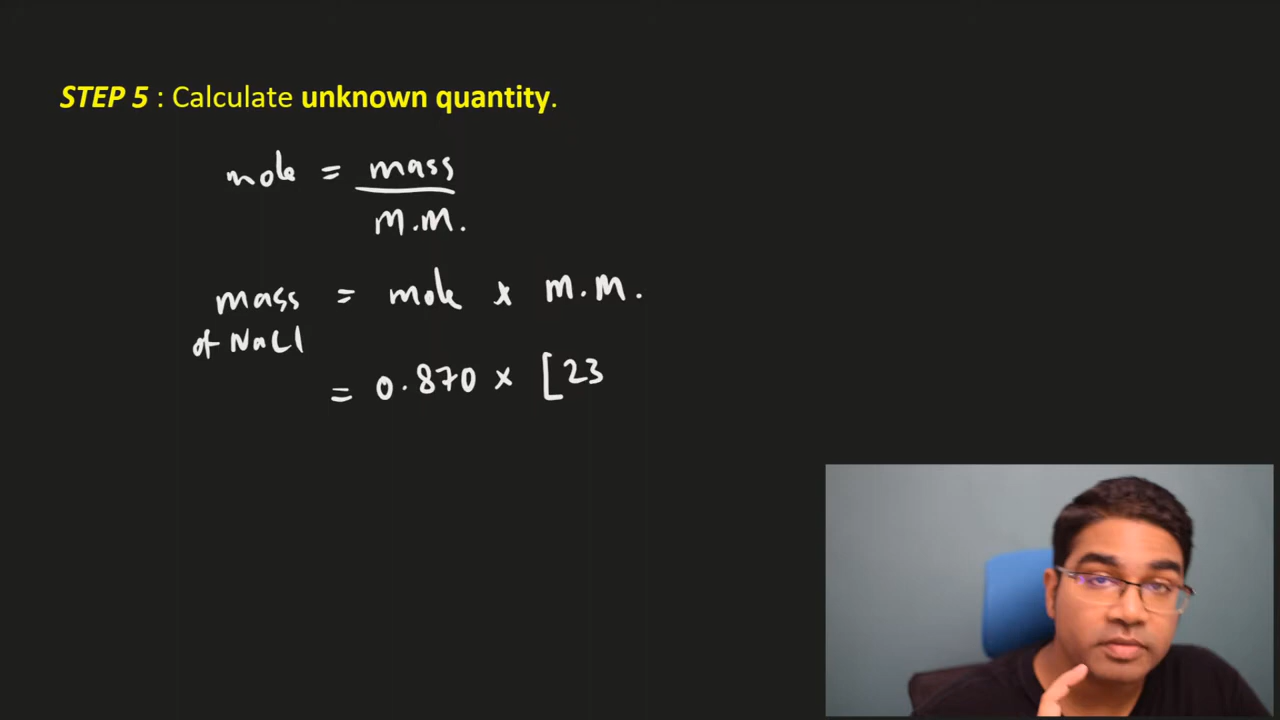 STEP 5 : Calculate unknown quantity.
mole = mass
M.M.
mass = mole x M.M.
of NaCl
= 0.870 x [23